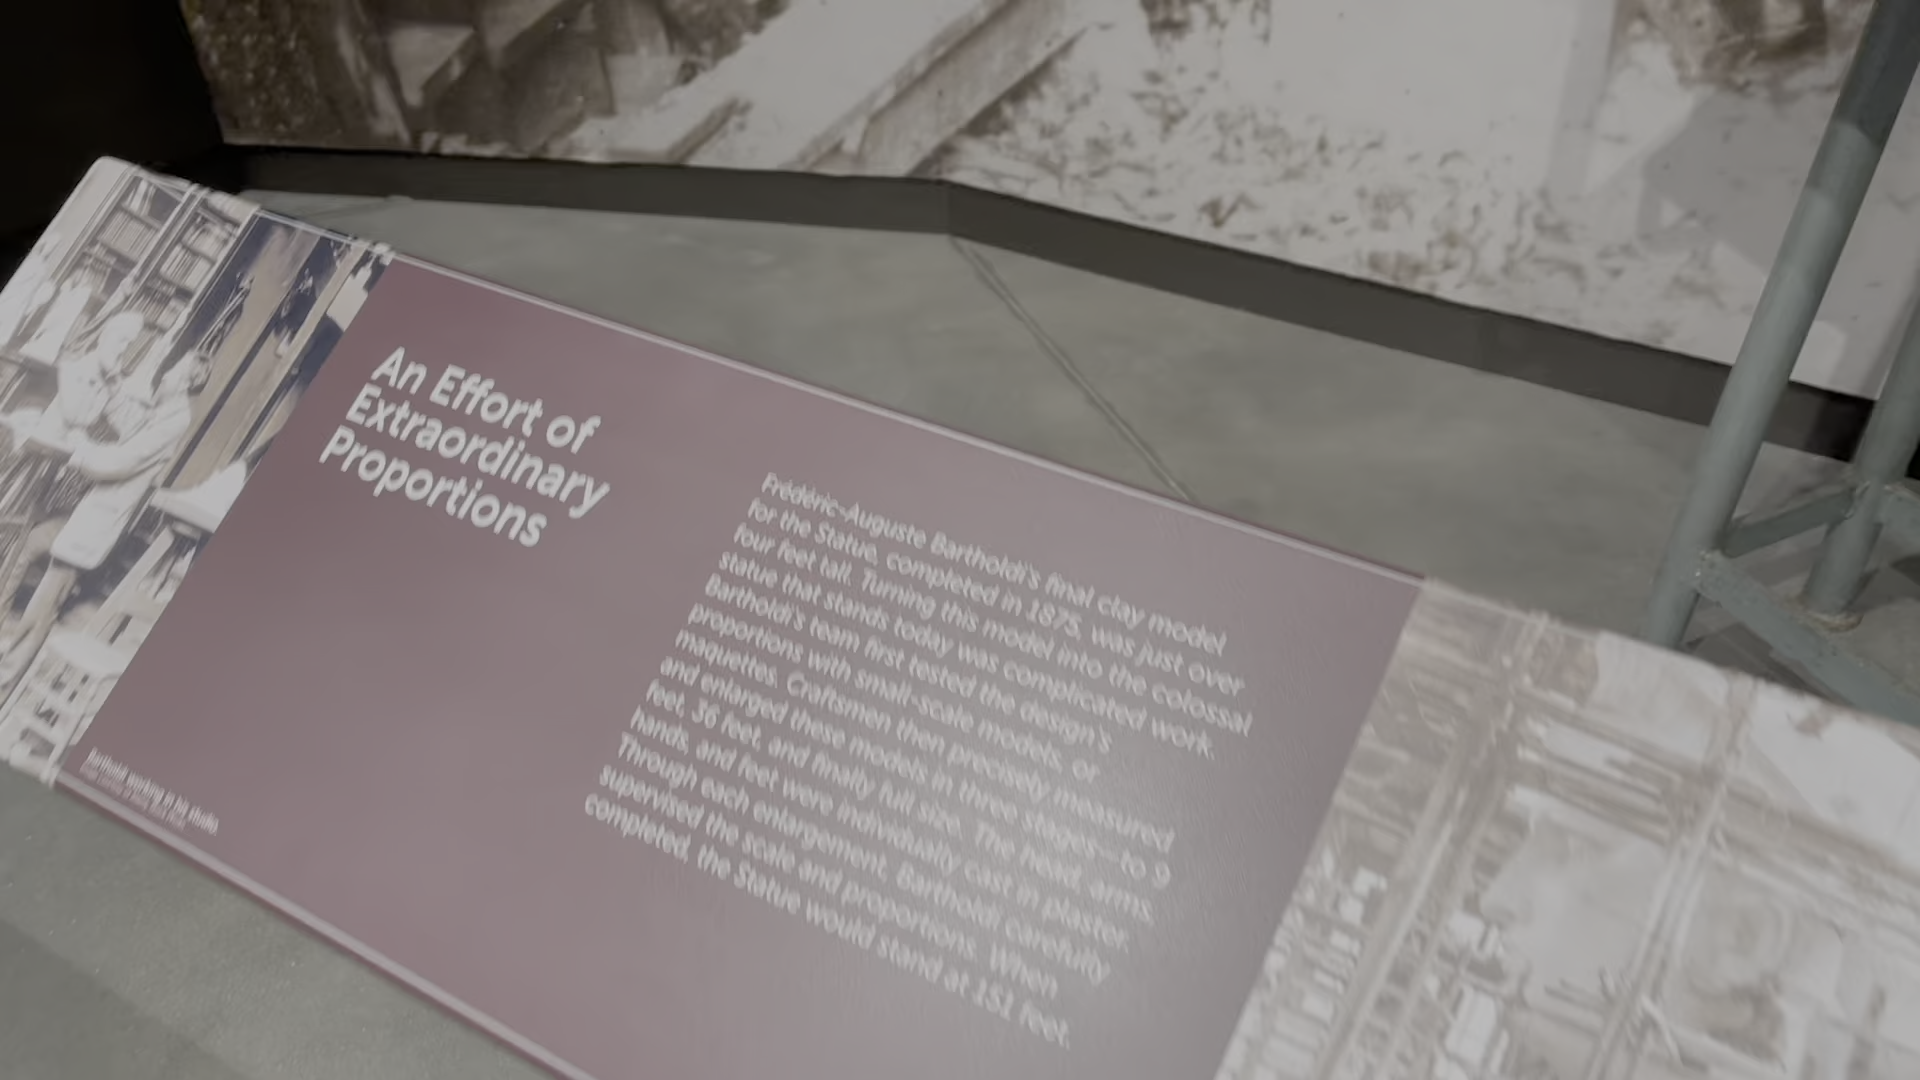 An Effort of
Extraordinary
Proportions
Frédéric-Auguste Bartholdi's final clay model
for the Statue, completed in 1875, was just over
four feet tall. Turning this model into the colossal
statue that stands today was complicated work.
Bartholdi's team first tested the design's
proportions with small-scale models, or
maquettes. Craftsmen then precisely measured
and enlarged these models in three stages—to 9
feet, 36 feet, and finally full size. The head, arms,
hands, and feet were individually cast in plaster.
Through each enlargement, Bartholdi carefully
supervised the scale and proportions. When
completed, the Statue would stand at 151 feet.
Bartholdi working in his studio.